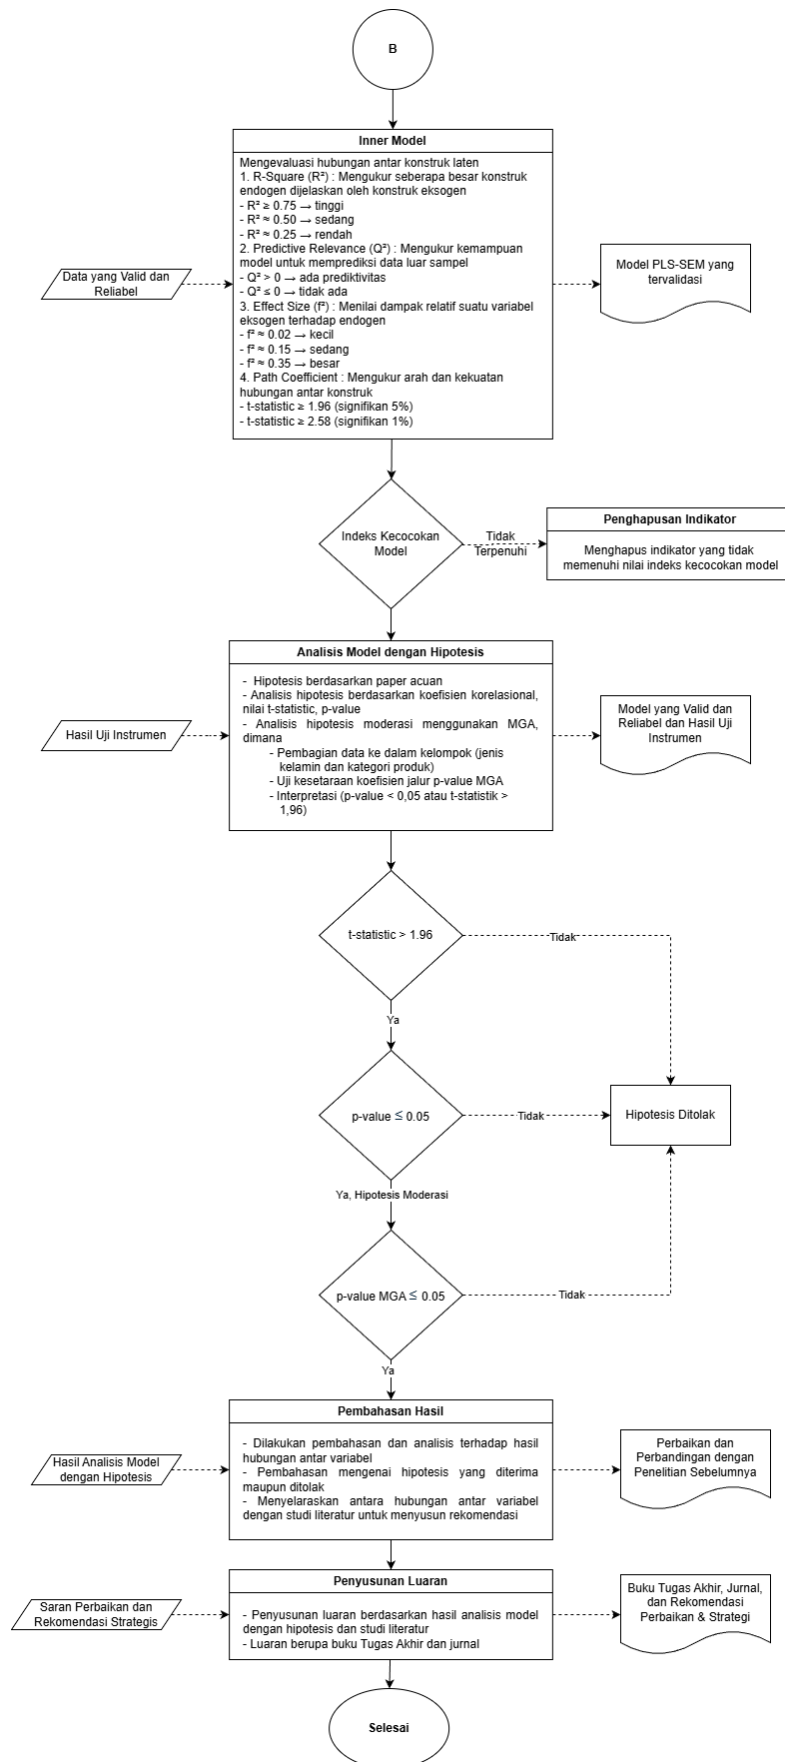 B
Inner Model
Mengevaluasi hubungan antar konstruk laten
1. R-Square (R²) : Mengukur seberapa besar konstruk
endogen dijelaskan oleh konstruk eksogen
- R² ≥ 0.75 → tinggi
- R² ≈ 0.50 → sedang
- R² ≈ 0.25 → rendah
2. Predictive Relevance (Q²) : Mengukur kemampuan
model untuk memprediksi data luar sampel
- Q² > 0 → ada prediktivitas
- Q² ≤ 0 → tidak ada
3. Effect Size (f²) : Menilai dampak relatif suatu variabel
eksogen terhadap endogen
- f² ≈ 0.02 → kecil
- f² ≈ 0.15 → sedang
- f² ≈ 0.35 → besar
4. Path Coefficient : Mengukur arah dan kekuatan
hubungan antar konstruk
- t-statistic ≥ 1.96 (signifikan 5%)
- t-statistic ≥ 2.58 (signifikan 1%)
Data yang Valid dan
Reliabel
Model PLS-SEM yang
tervalidasi
Indeks Kecocokan
Model
Tidak
Terpenuhi
Penghapusan Indikator
Menghapus indikator yang tidak
memenuhi nilai indeks kecocokan model
Analisis Model dengan Hipotesis
- Hipotesis berdasarkan paper acuan
- Analisis hipotesis berdasarkan koefisien korelasional,
nilai t-statistic, p-value
- Analisis hipotesis moderasi menggunakan MGA,
dimana
- Pembagian data ke dalam kelompok (jenis
kelamin dan kategori produk)
- Uji kesetaraan koefisien jalur p-value MGA
- Interpretasi (p-value < 0,05 atau t-statistik >
1,96)
Hasil Uji Instrumen
Model yang Valid dan
Reliabel dan Hasil Uji
Instrumen
t-statistic > 1.96
Tidak
Ya
p-value ≤ 0.05
Tidak
Hipotesis Ditolak
Ya, Hipotesis Moderasi
p-value MGA ≤ 0.05
Tidak
Ya
Pembahasan Hasil
- Dilakukan pembahasan dan analisis terhadap hasil
hubungan antar variabel
- Pembahasan mengenai hipotesis yang diterima
maupun ditolak
- Menyelaraskan antara hubungan antar variabel
dengan studi literatur untuk menyusun rekomendasi
Hasil Analisis Model
dengan Hipotesis
Perbaikan dan
Perbandingan dengan
Penelitian Sebelumnya
Penyusunan Luaran
- Penyusunan luaran berdasarkan hasil analisis model
dengan hipotesis dan studi literatur
- Luaran berupa buku Tugas Akhir dan jurnal
Saran Perbaikan dan
Rekomendasi Strategis
Buku Tugas Akhir, Jurnal,
dan Rekomendasi
Perbaikan & Strategi
Selesai